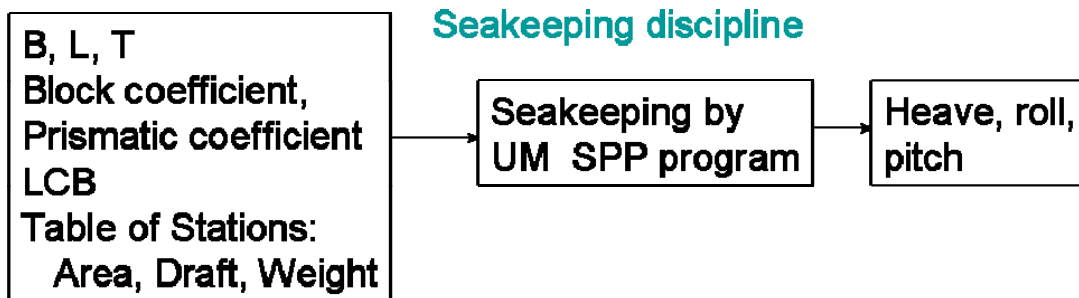 Seakeeping discipline
B, L, T
Block coefficient,
Prismatic coefficient
LCB
Table of Stations:
Area, Draft, Weight
Seakeeping by
UM SPP program
Heave, roll,
pitch